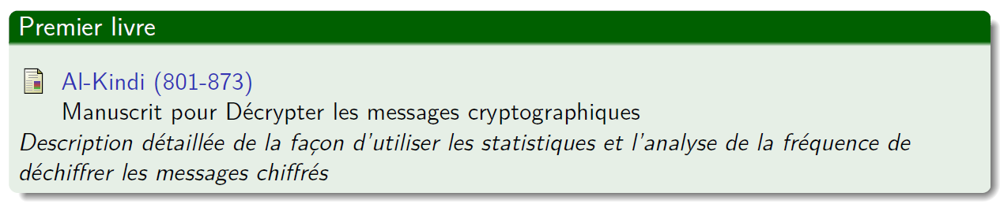 Premier livre
Al-Kindi (801-873)
Manuscrit pour Décrypter les messages cryptographiques
Description détaillée de la façon d'utiliser les statistiques et l'analyse de la fréquence de
déchiffrer les messages chiffrés